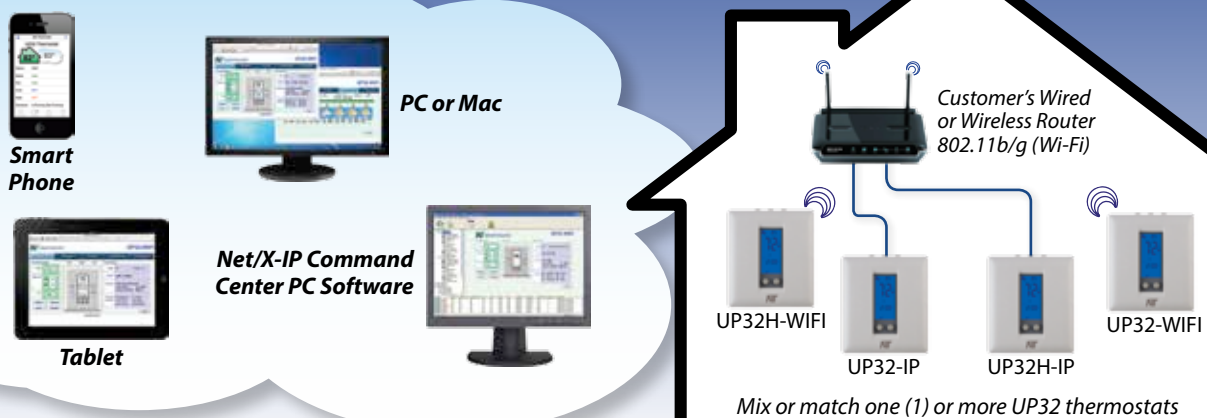 Smart
Phone
PC or Mac
Tablet
Net/X-IP Command
Center PC Software
Customer's Wired
or Wireless Router
802.11b/g (Wi-Fi)
UP32H-WIFI
UP32-IP
UP32H-IP
UP32-WIFI
Mix or match one (1) or more UP32 thermostats